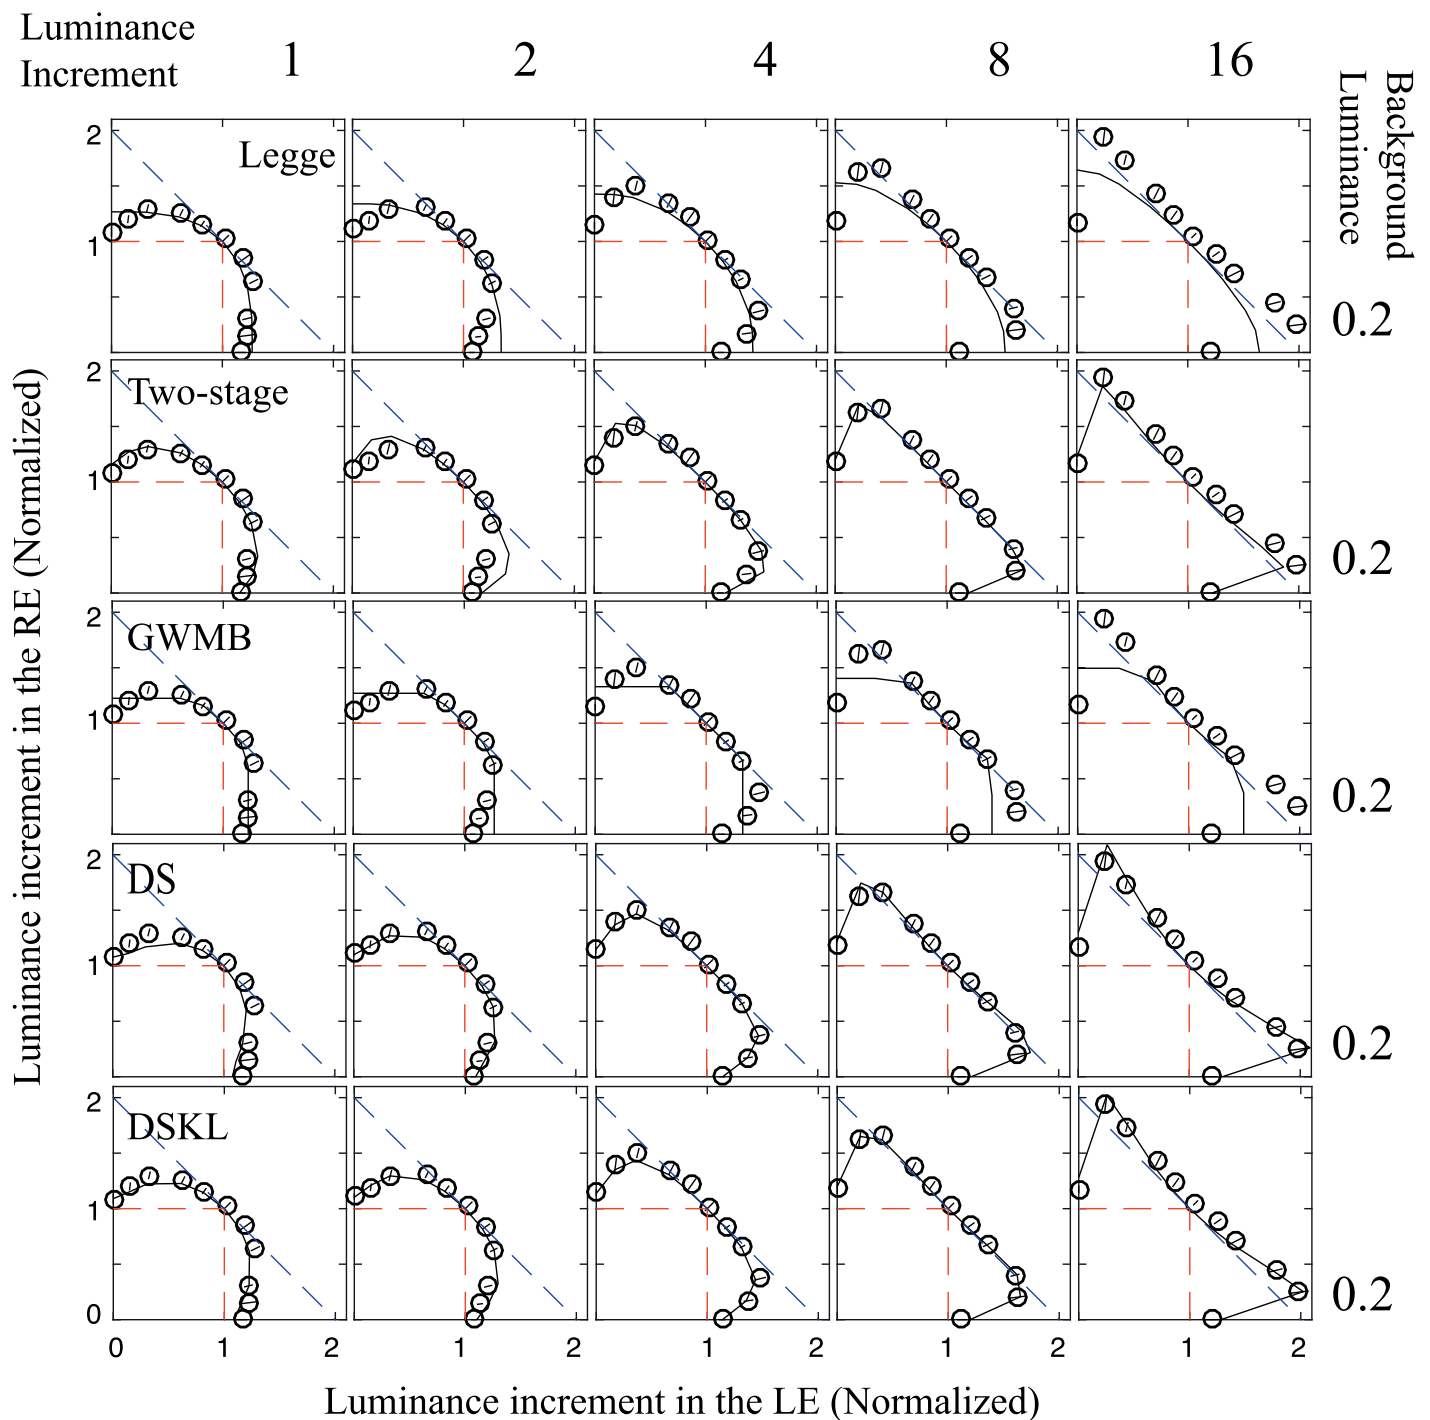 Luminance
Increment
1 2 4 8 16
Background
Luminance
Luminance increment in the RE (Normalized)
2
1
Legge
0.2
2
1
Two-stage
0.2
2
1
GWMB
0.2
2
1
DS
0.2
2
1
0
DSKL
0.2
0 1 2 1 2 1 2 1 2 1 2
Luminance increment in the LE (Normalized)